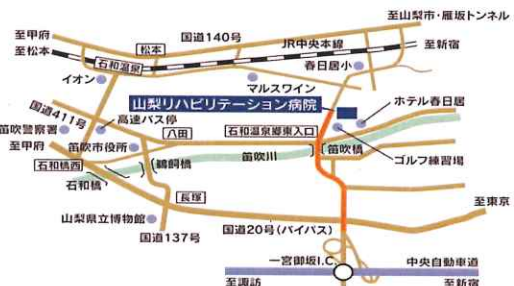 至山梨市・雁坂トンネル
国道140号
至甲府
至松本
松本
JR中央本線
至新宿
石和温泉
春日居小
イオン
マルスワイン
山梨リハビリテーション病院
ホテル春日居
国道411号
高速バス停
笛吹警察署
八田
石和温泉郷東入口
至甲府
笛吹市役所
笛吹川
笛吹橋
ゴルフ練習場
石和橋西
鵜飼橋
石和橋
長塚
至東京
山梨県立博物館
国道20号(バイパス)
国道137号
一宮御坂I.C.
中央自動車道
至諏訪
至新宿